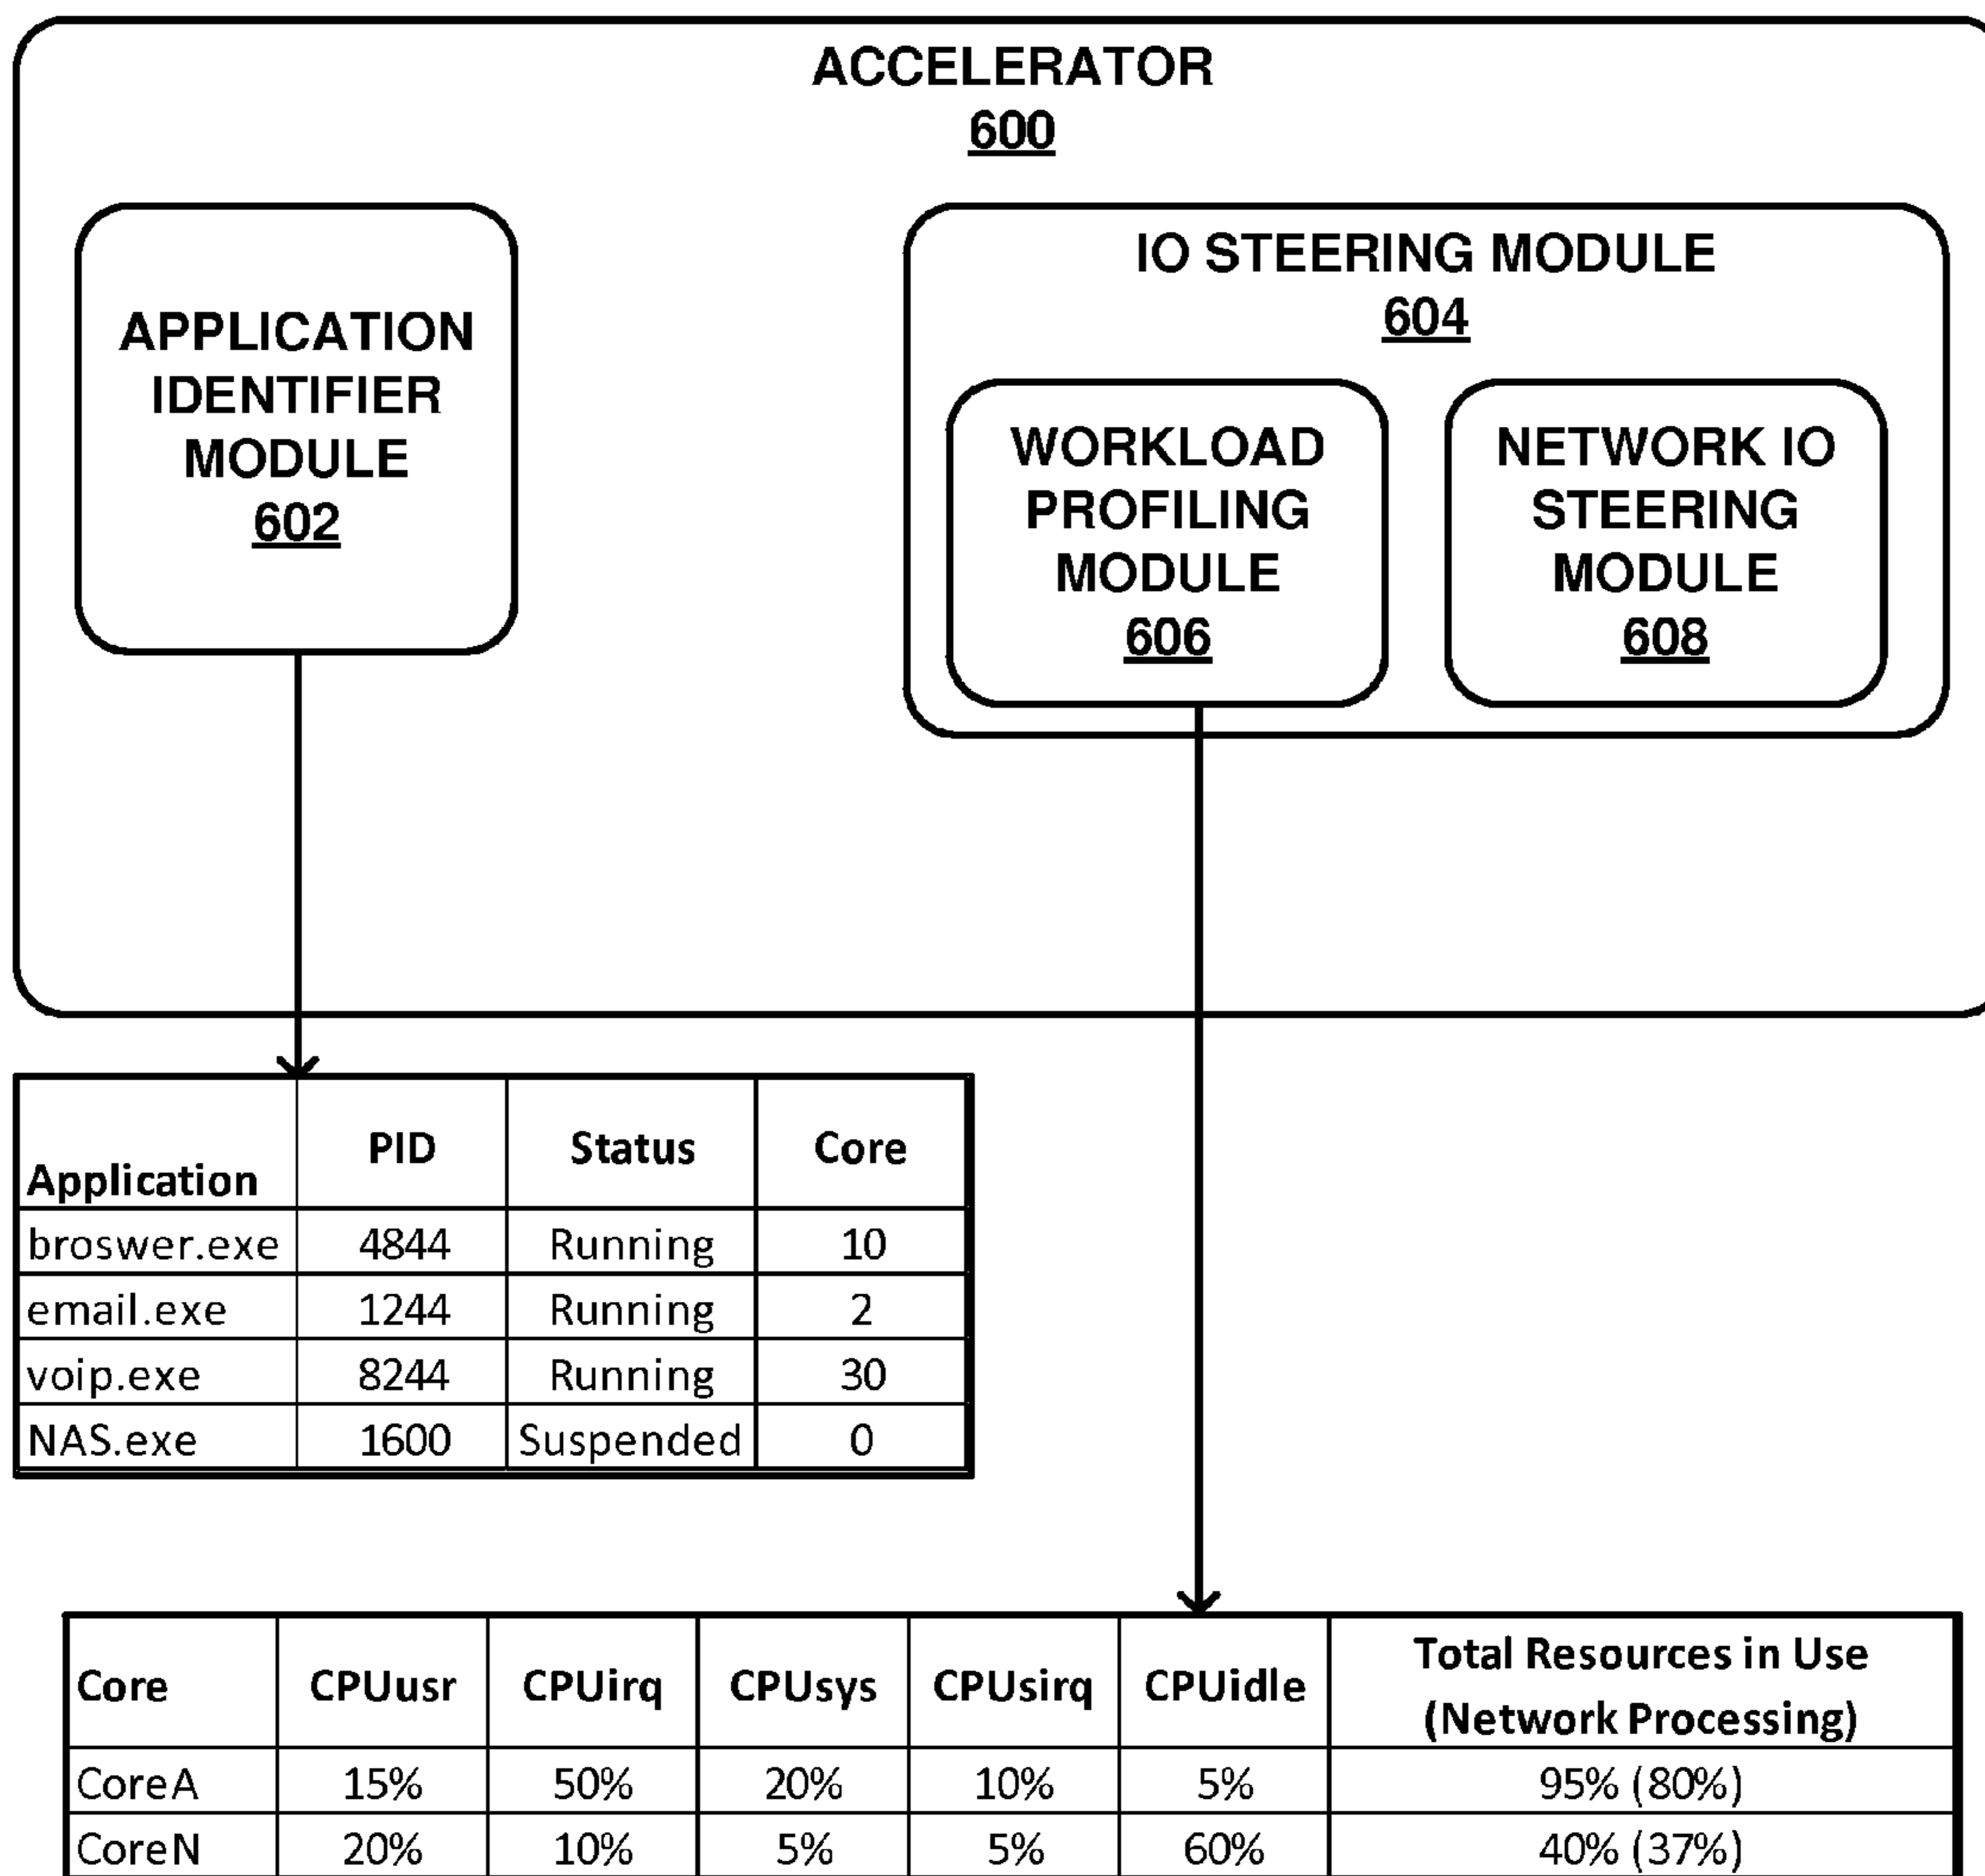 ACCELERATOR
600
APPLICATION
IDENTIFIER
MODULE
602
IO STEERING MODULE
604
WORKLOAD
PROFILING
MODULE
606
NETWORK IO
STEERING
MODULE
608
Application PID Status Core
broswer.exe 4844 Running 10
email.exe 1244 Running 2
voip.exe 8244 Running 30
NAS.exe 1600 Suspended 0
Core CPUusr CPUirq CPUsys CPUsirq CPUidle Total Resources in Use
(Network Processing)
CoreA 15% 50% 20% 10% 5% 95% (80%)
CoreN 20% 10% 5% 5% 60% 40% (37%)